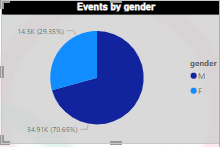 Events by gender
14.5K (29.35%)
gender
M
F
34.91K (70.65%)